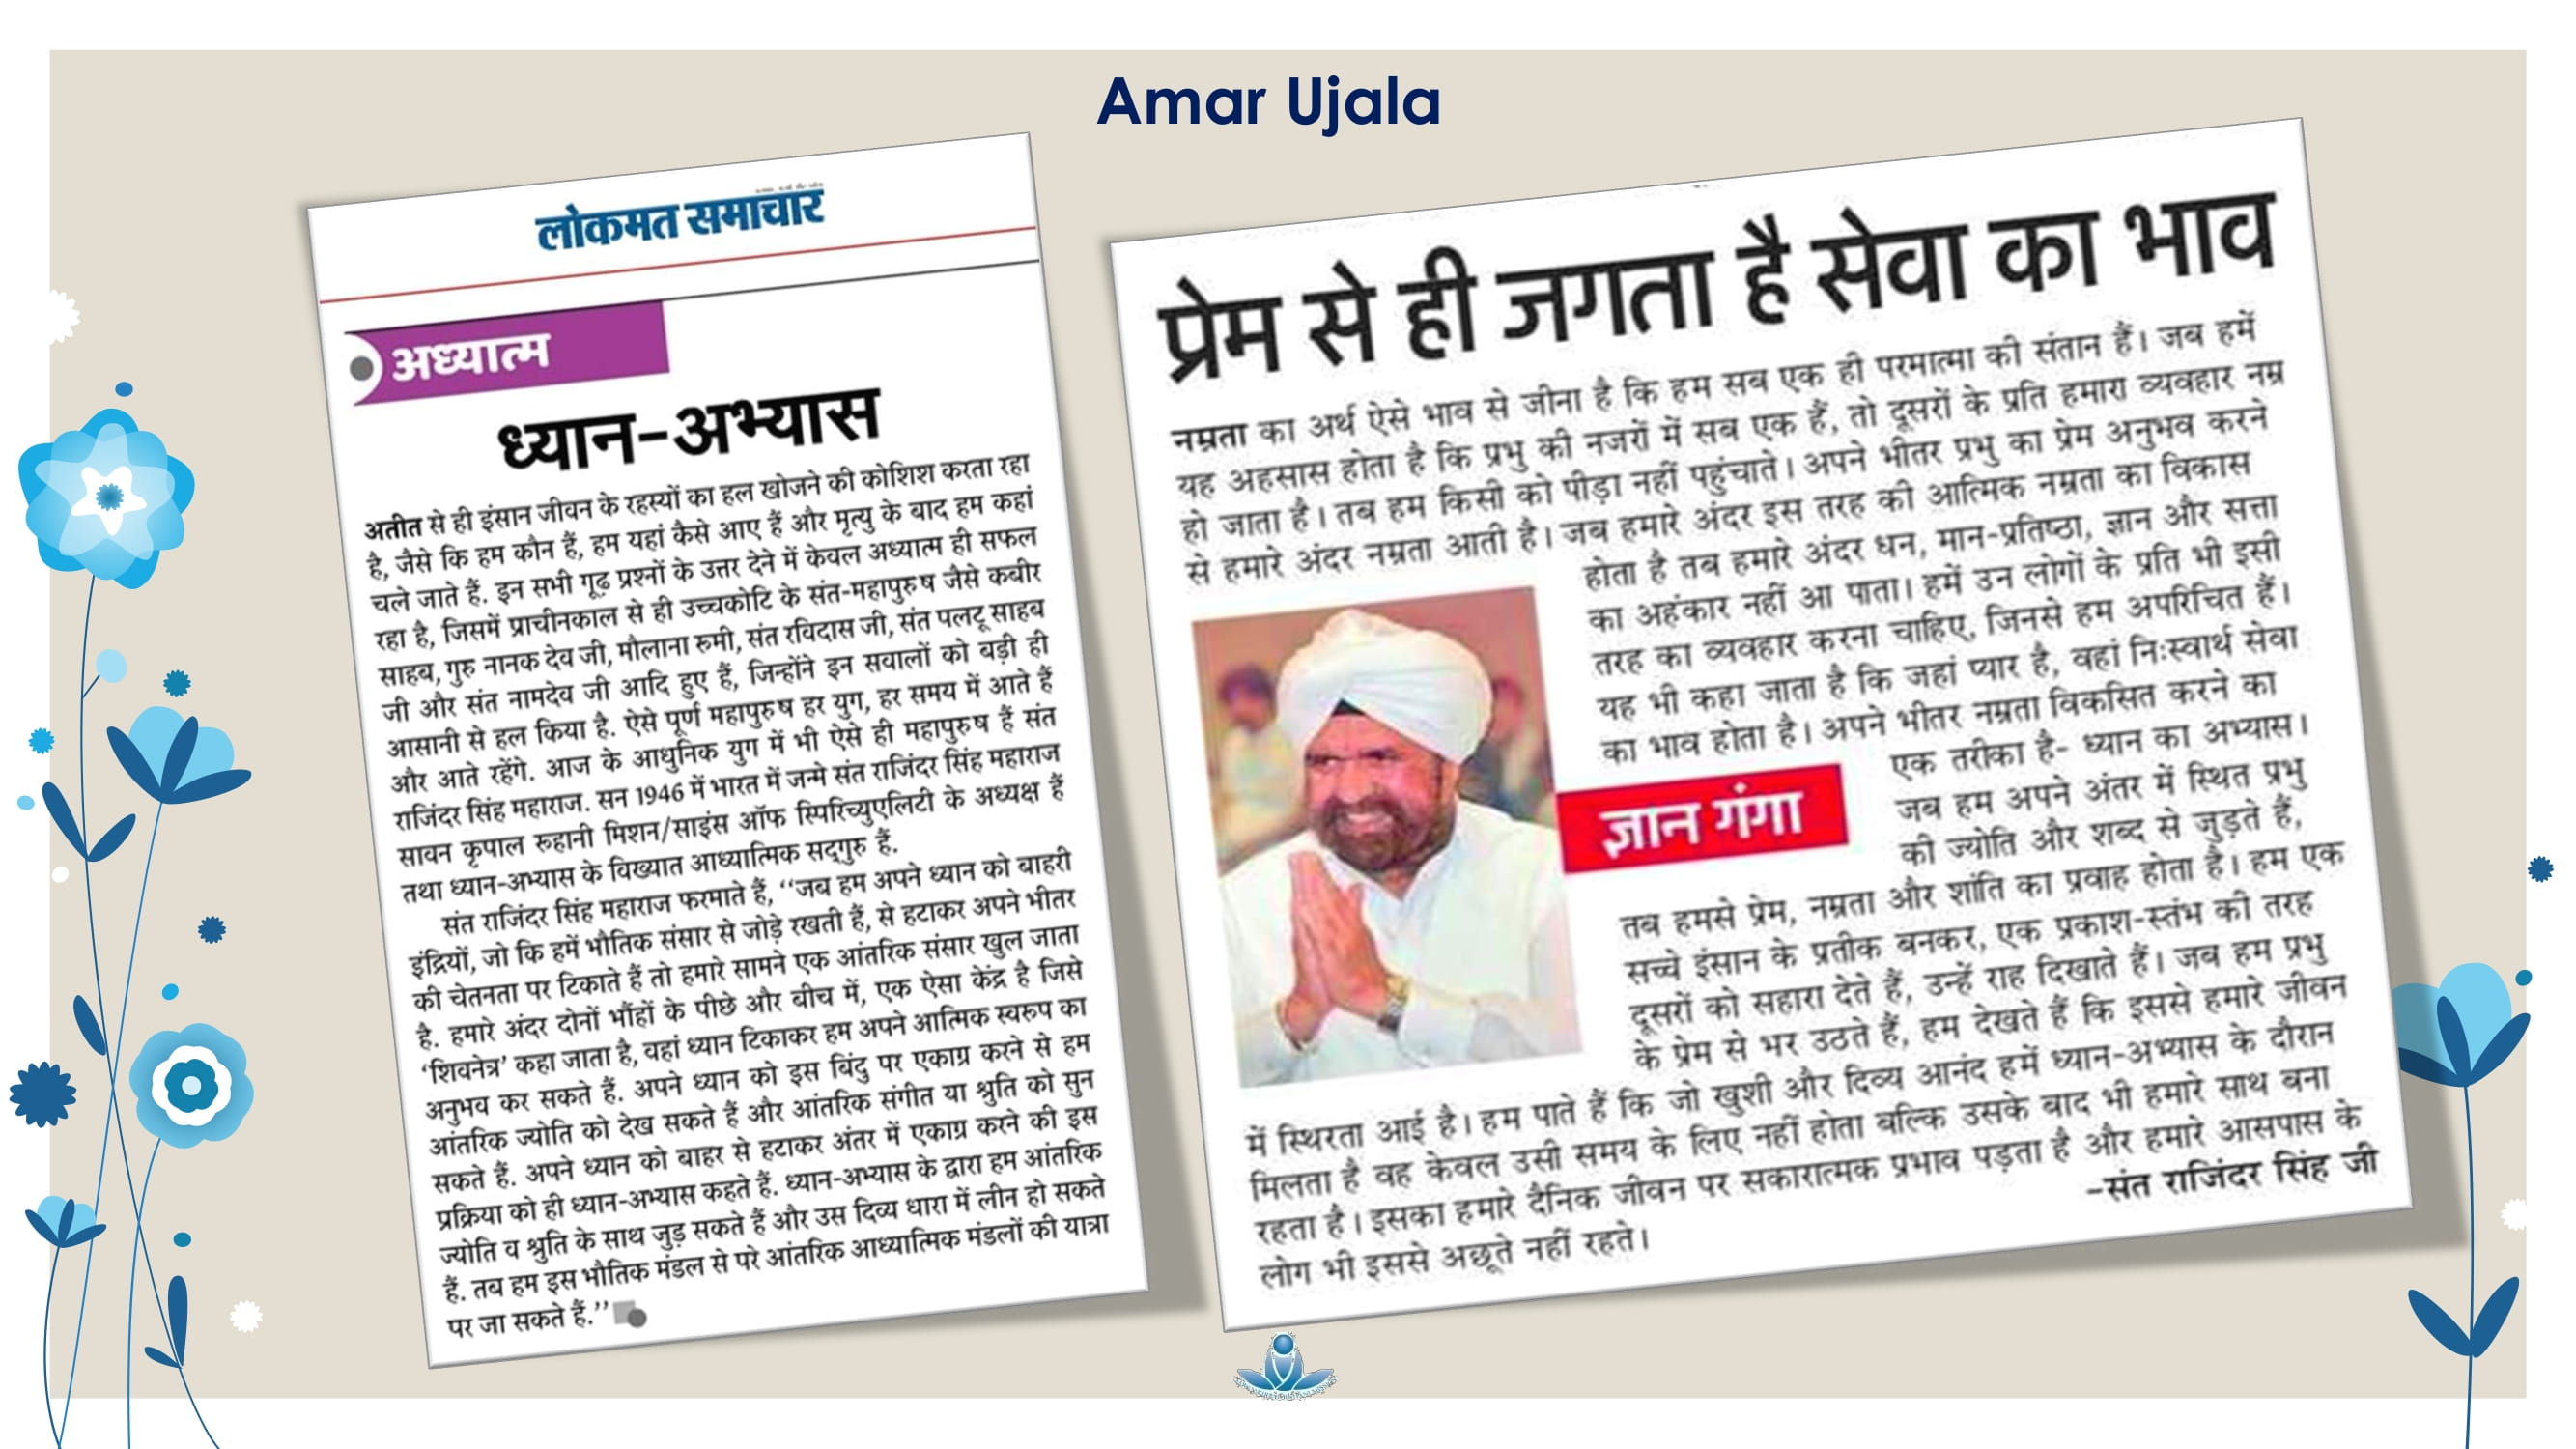 Amar Ujala
लोकमत समाचार
अध्यात्म
ध्यान-अभ्यास
अतीत से ही इंसान जीवन के रहस्यों का हल खोजने की कोशिश करता रहा
है, जैसे कि हम कौन हैं, हम यहां कैसे आए हैं और मृत्यु के बाद हम कहां
चले जाते हैं. इन सभी गूढ़ प्रश्नों के उत्तर देने में केवल अध्यात्म ही सफल
रहा है, जिसमें प्राचीनकाल से ही उच्चकोटि के संत-महापुरुष जैसे कबीर
साहब, गुरु नानक देव जी, मौलाना रूमी, संत रविदास जी, संत पलटू साहब
जी और संत नामदेव जी आदि हुए हैं, जिन्होंने इन सवालों को बड़ी ही
आसानी से हल किया है. ऐसे पूर्ण महापुरुष हर युग, हर समय में आते हैं
और आते रहेंगे. आज के आधुनिक युग में भी ऐसे ही महापुरुष हैं संत
राजिंदर सिंह महाराज. सन 1946 में भारत में जन्मे संत राजिंदर सिंह महाराज
सावन कृपाल रूहानी मिशन/साइंस ऑफ स्पिरिच्युएलिटी के अध्यक्ष हैं
तथा ध्यान-अभ्यास के विख्यात आध्यात्मिक सद्‌गुरु हैं.
संत राजिंदर सिंह महाराज फरमाते हैं, ‘‘जब हम अपने ध्यान को बाहरी
इंद्रियों, जो कि हमें भौतिक संसार से जोड़े रखती हैं, से हटाकर अपने भीतर
की चेतनता पर टिकाते हैं तो हमारे सामने एक आंतरिक संसार खुल जाता
है. हमारे अंदर दोनों भौंहों के पीछे और बीच में, एक ऐसा केंद्र है जिसे
‘शिवनेत्र’ कहा जाता है, वहां ध्यान टिकाकर हम अपने आत्मिक स्वरूप का
अनुभव कर सकते हैं. अपने ध्यान को इस बिंदु पर एकाग्र करने से हम
आंतरिक ज्योति को देख सकते हैं और आंतरिक संगीत या श्रुति को सुन
सकते हैं. अपने ध्यान को बाहर से हटाकर अंतर में एकाग्र करने की इस
प्रक्रिया को ही ध्यान-अभ्यास कहते हैं. ध्यान-अभ्यास के द्वारा हम आंतरिक
ज्योति व श्रुति के साथ जुड़ सकते हैं और उस दिव्य धारा में लीन हो सकते
हैं. तब हम इस भौतिक मंडल से परे आंतरिक आध्यात्मिक मंडलों की यात्रा
पर जा सकते हैं.’’
प्रेम से ही जगता है सेवा का भाव
नम्रता का अर्थ ऐसे भाव से जीना है कि हम सब एक ही परमात्मा की संतान हैं। जब हमें
यह अहसास होता है कि प्रभु की नजरों में सब एक हैं, तो दूसरों के प्रति हमारा व्यवहार नम्र
हो जाता है। तब हम किसी को पीड़ा नहीं पहुंचाते। अपने भीतर प्रभु का प्रेम अनुभव करने
से हमारे अंदर नम्रता आती है। जब हमारे अंदर इस तरह की आत्मिक नम्रता का विकास
होता है तब हमारे अंदर धन, मान-प्रतिष्ठा, ज्ञान और सत्ता
का अहंकार नहीं आ पाता। हमें उन लोगों के प्रति भी इसी
तरह का व्यवहार करना चाहिए, जिनसे हम अपरिचित हैं।
यह भी कहा जाता है कि जहां प्यार है, वहां निःस्वार्थ सेवा
का भाव होता है। अपने भीतर नम्रता विकसित करने का
एक तरीका है- ध्यान का अभ्यास।
जब हम अपने अंतर में स्थित प्रभु
की ज्योति और शब्द से जुड़ते हैं,
ज्ञान गंगा
तब हमसे प्रेम, नम्रता और शांति का प्रवाह होता है। हम एक
सच्चे इंसान के प्रतीक बनकर, एक प्रकाश-स्तंभ की तरह
दूसरों को सहारा देते हैं, उन्हें राह दिखाते हैं। जब हम प्रभु
के प्रेम से भर उठते हैं, हम देखते हैं कि इससे हमारे जीवन
में स्थिरता आई है। हम पाते हैं कि जो खुशी और दिव्य आनंद हमें ध्यान-अभ्यास के दौरान
मिलता है वह केवल उसी समय के लिए नहीं होता बल्कि उसके बाद भी हमारे साथ बना
रहता है। इसका हमारे दैनिक जीवन पर सकारात्मक प्रभाव पड़ता है और हमारे आसपास के
लोग भी इससे अछूते नहीं रहते।
-संत राजिंदर सिंह जी